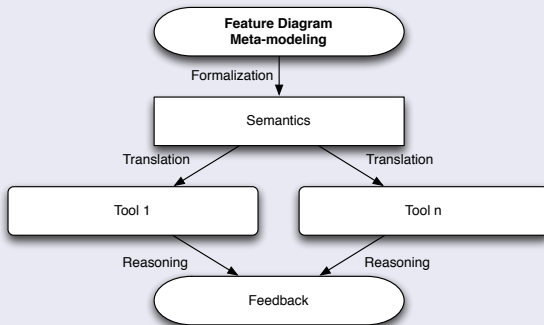 Feature Diagram
Meta-modeling
Formalization
Semantics
Translation
Translation
Tool 1
Tool n
Reasoning
Reasoning
Feedback